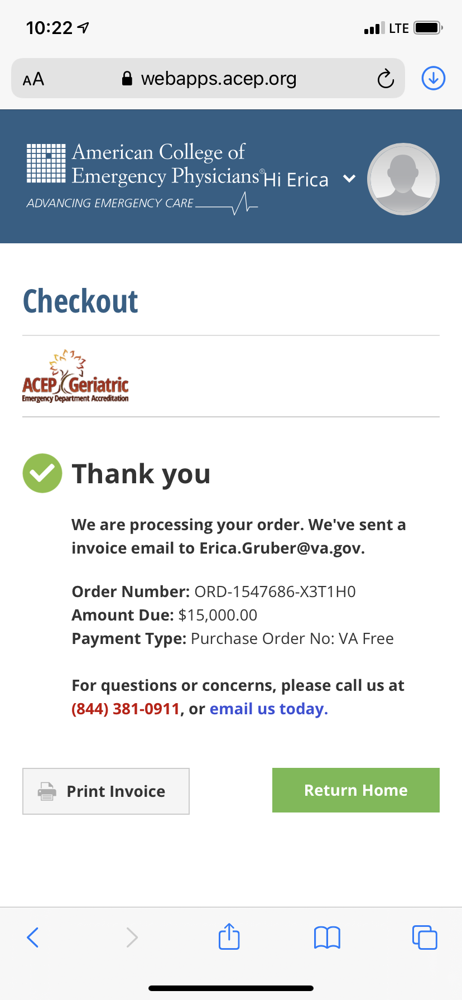 10:22
LTE
AA
webapps.acep.org
American College of
Emergency Physicians®
Hi Erica
ADVANCING EMERGENCY CARE
Checkout
ACEP Geriatric
Emergency Department Accreditation
Thank you
We are processing your order. We've sent a
invoice email to Erica.Gruber@va.gov.
Order Number: ORD-1547686-X3T1H0
Amount Due: $15,000.00
Payment Type: Purchase Order No: VA Free
For questions or concerns, please call us at
(844) 381-0911, or email us today.
Print Invoice
Return Home